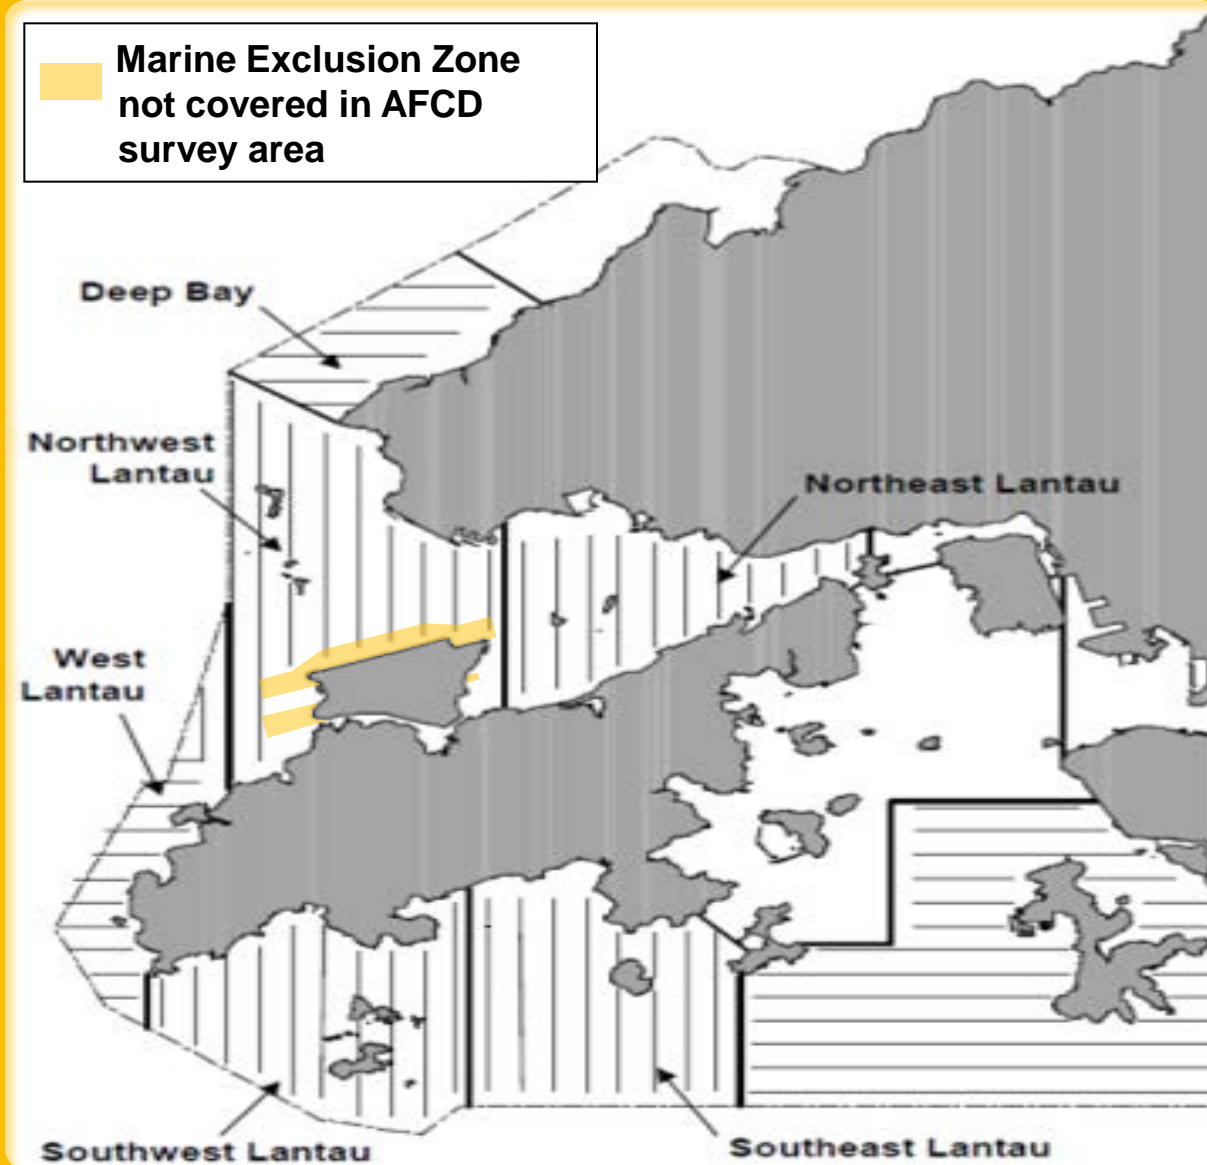 Marine Exclusion Zone
not covered in AFCD
survey area
Deep Bay
Northwest
Lantau
Northeast Lantau
West
Lantau
Southwest Lantau
Southeast Lantau